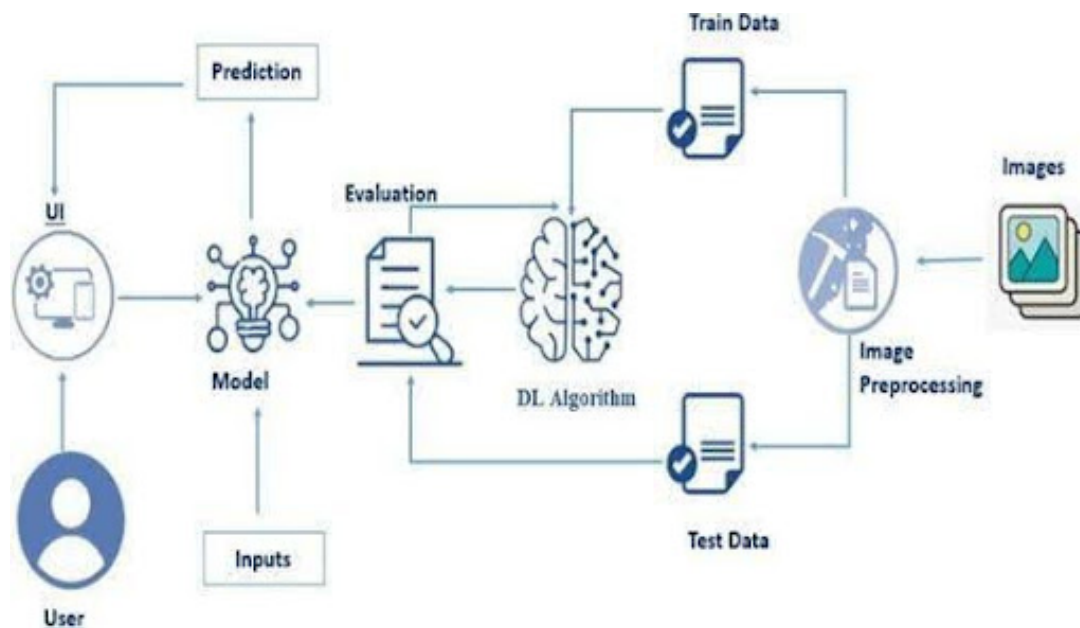 Train Data
Prediction
Images
Evaluation
UI
Image
Preprocessing
Model
DL Algorithm
Test Data
Inputs
User